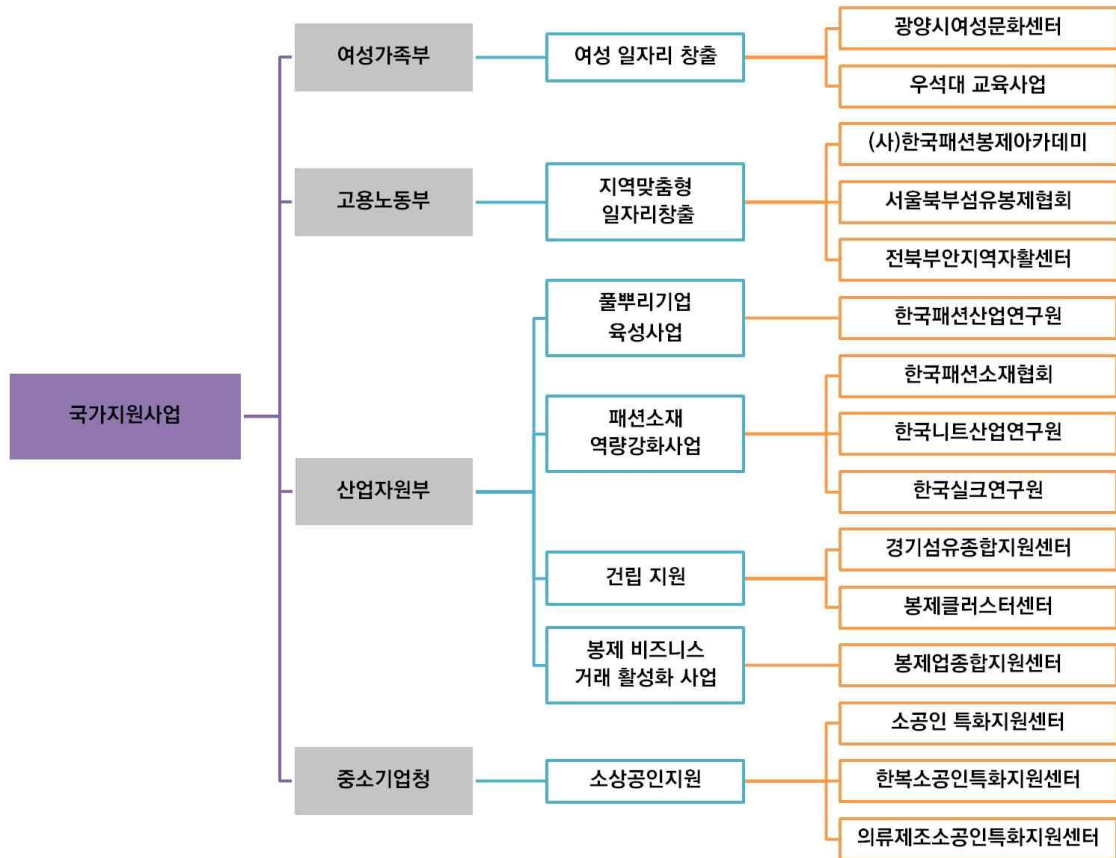 국가지원사업
여성가족부
여성 일자리 창출
광양시여성문화센터
우석대 교육사업
고용노동부
지역맞춤형
일자리창출
(사)한국패션봉제아카데미
서울북부섬유봉제협회
전북부안지역자활센터
산업자원부
풀뿌리기업
육성사업
한국패션산업연구원
패션소재
역량강화사업
한국패션소재협회
한국니트산업연구원
한국실크연구원
건립 지원
경기섬유종합지원센터
봉제클러스터센터
봉제 비즈니스
거래 활성화 사업
봉제업종합지원센터
중소기업청
소상공인지원
소공인 특화지원센터
한복소공인특화지원센터
의류제조소공인특화지원센터